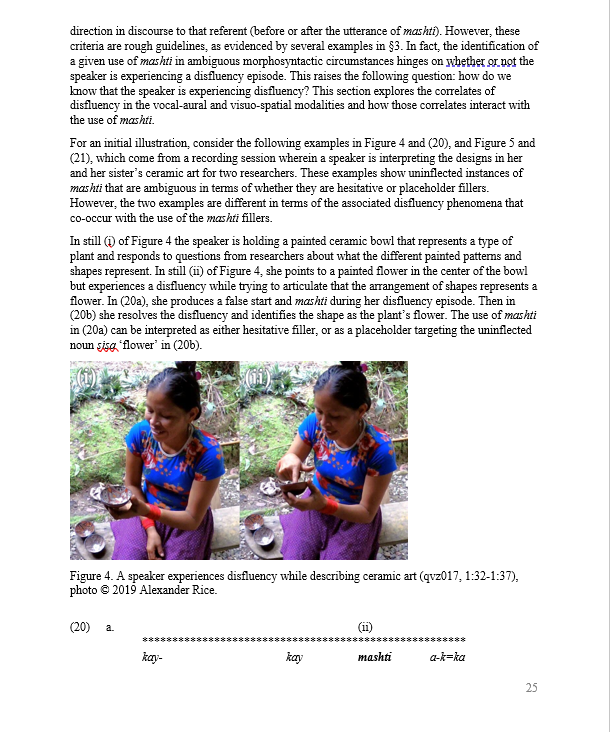 direction in discourse to that referent (before or after the utterance of mashti). However, these
criteria are rough guidelines, as evidenced by several examples in §3. In fact, the identification of
a given use of mashti in ambiguous morphosyntactic circumstances hinges on whether or not the
speaker is experiencing a disfluency episode. This raises the following question: how do we
know that the speaker is experiencing disfluency? This section explores the correlates of
disfluency in the vocal-aural and visuo-spatial modalities and how those correlates interact with
the use of mashti.
For an initial illustration, consider the following examples in Figure 4 and (20), and Figure 5 and
(21), which come from a recording session wherein a speaker is interpreting the designs in her
and her sister's ceramic art for two researchers. These examples show uninflected instances of
mashti that are ambiguous in terms of whether they are hesitative or placeholder fillers.
However, the two examples are different in terms of the associated disfluency phenomena that
co-occur with the use of the mashti fillers.
In still (i) of Figure 4 the speaker is holding a painted ceramic bowl that represents a type of
plant and responds to questions from researchers about what the different painted patterns and
shapes represent. In still (ii) of Figure 4, she points to a painted flower in the center of the bowl
but experiences a disfluency while trying to articulate that the arrangement of shapes represents a
flower. In (20a), she produces a false start and mashti during her disfluency episode. Then in
(20b) she resolves the disfluency and identifies the shape as the plant's flower. The use of mashti
in (20a) can be interpreted as either hesitative filler, or as a placeholder targeting the uninflected
noun sisa 'flower' in (20b).
(i) (ii)
Figure 4. A speaker experiences disfluency while describing ceramic art (qvz017, 1:32-1:37),
photo © 2019 Alexander Rice.
(20) a. (ii)
******************************************************
kay- kay mashti a-k=ka
25